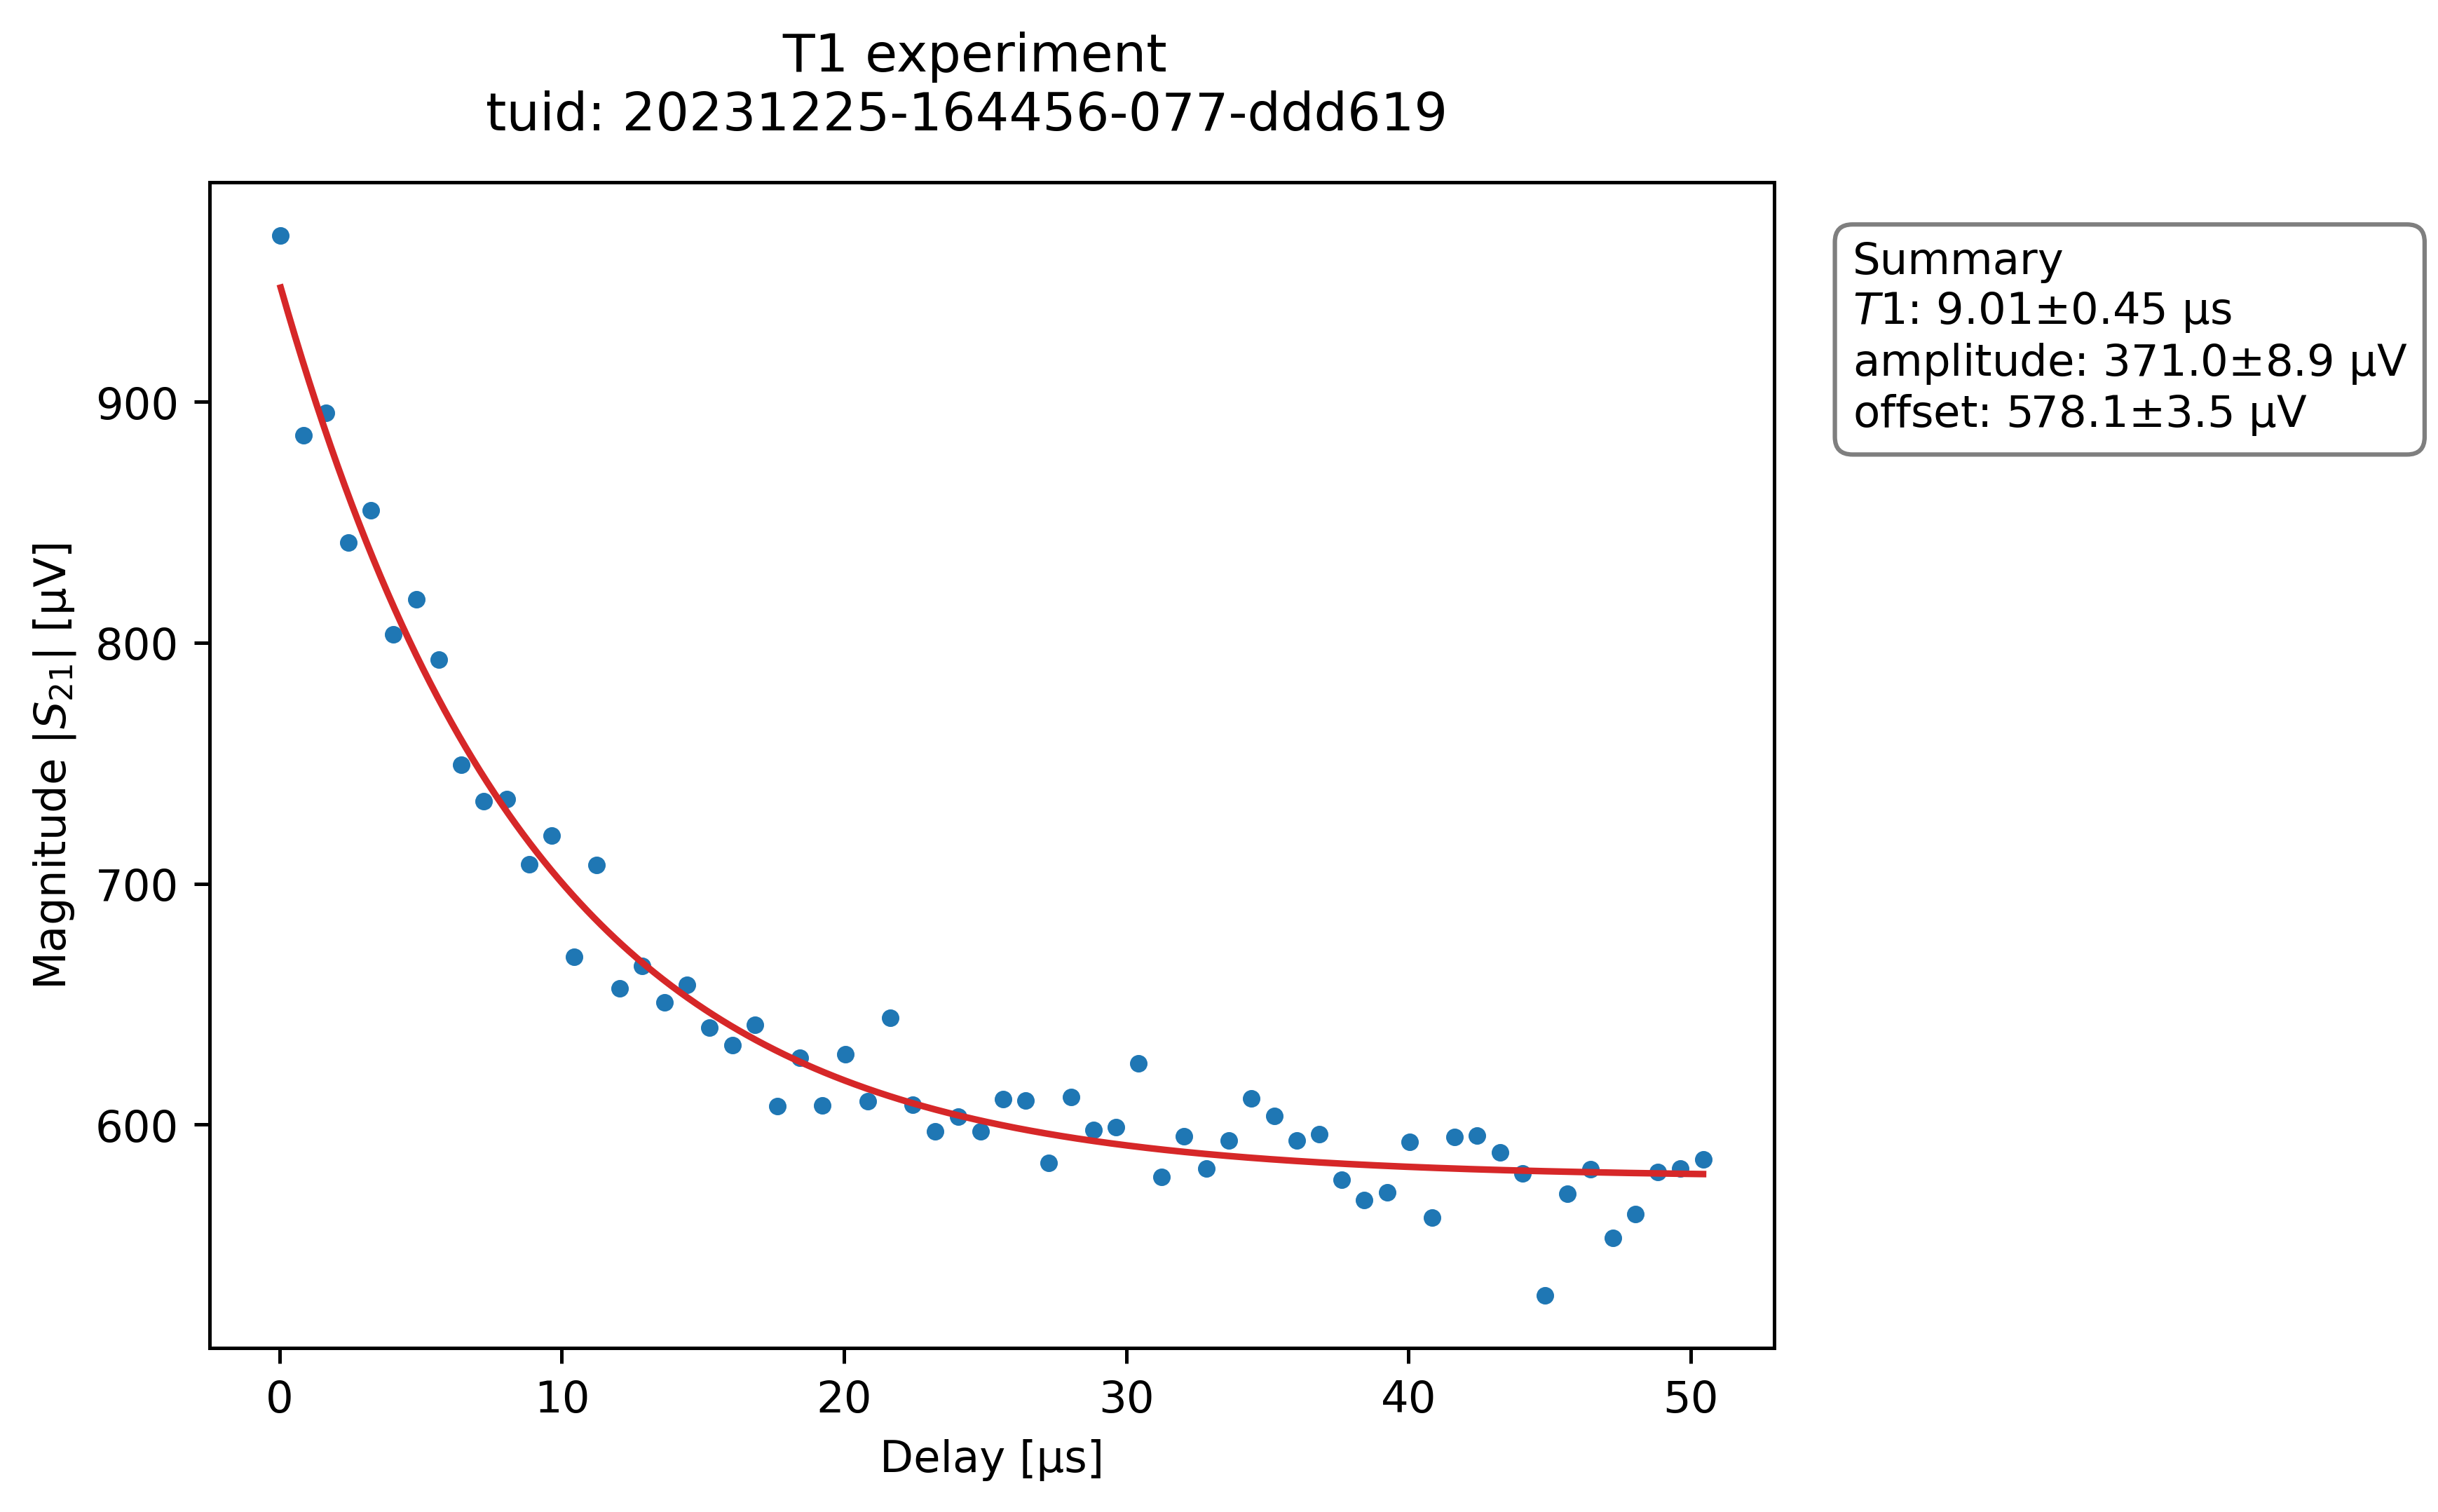 T1 experiment
tuid: 20231225-164456-077-ddd619
Summary
T1: 9.01±0.45 µs
amplitude: 371.0±8.9 µV
offset: 578.1±3.5 µV
Magnitude |S21| [µV]
900
800
700
600
0 10 20 30 40 50
Delay [µs]